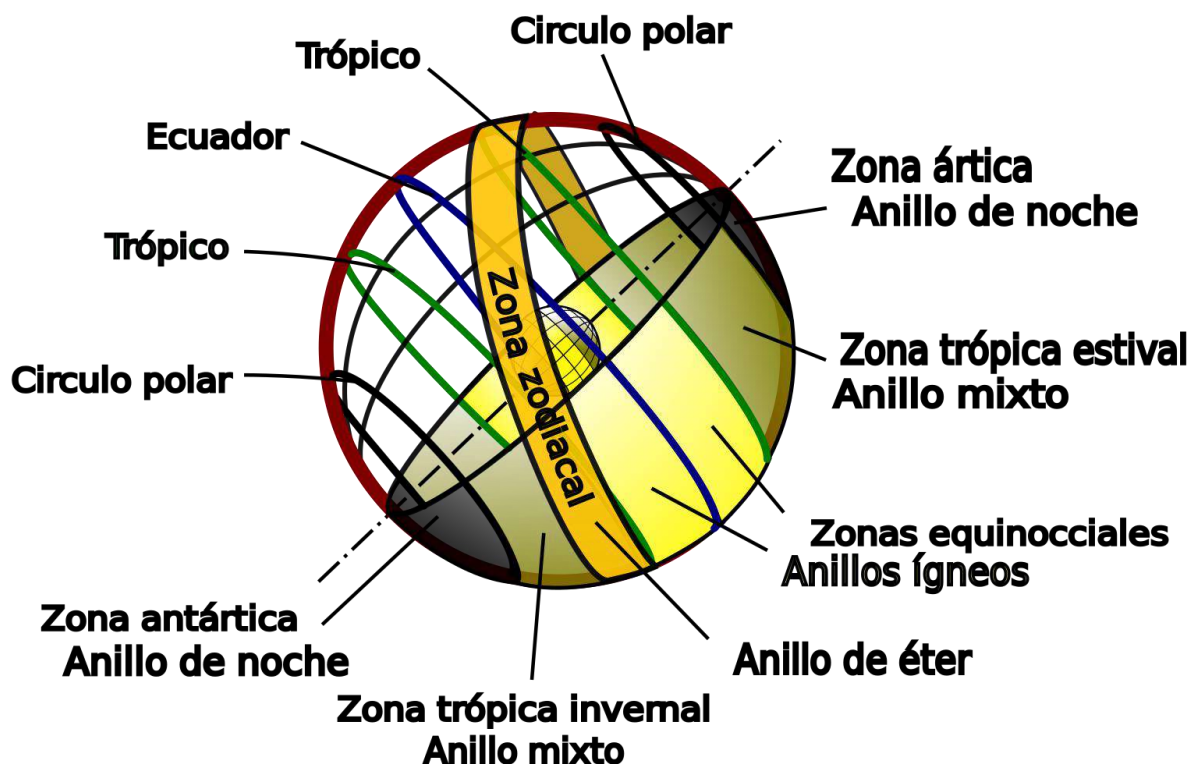 Circulo polar
Trópico
Ecuador
Zona ártica
Anillo de noche
Trópico
Zona trópica estival
Anillo mixto
Circulo polar
Zona zodiacal
Zonas equinocciales
Anillos ígneos
Zona antártica
Anillo de noche
Anillo de éter
Zona trópica invernal
Anillo mixto